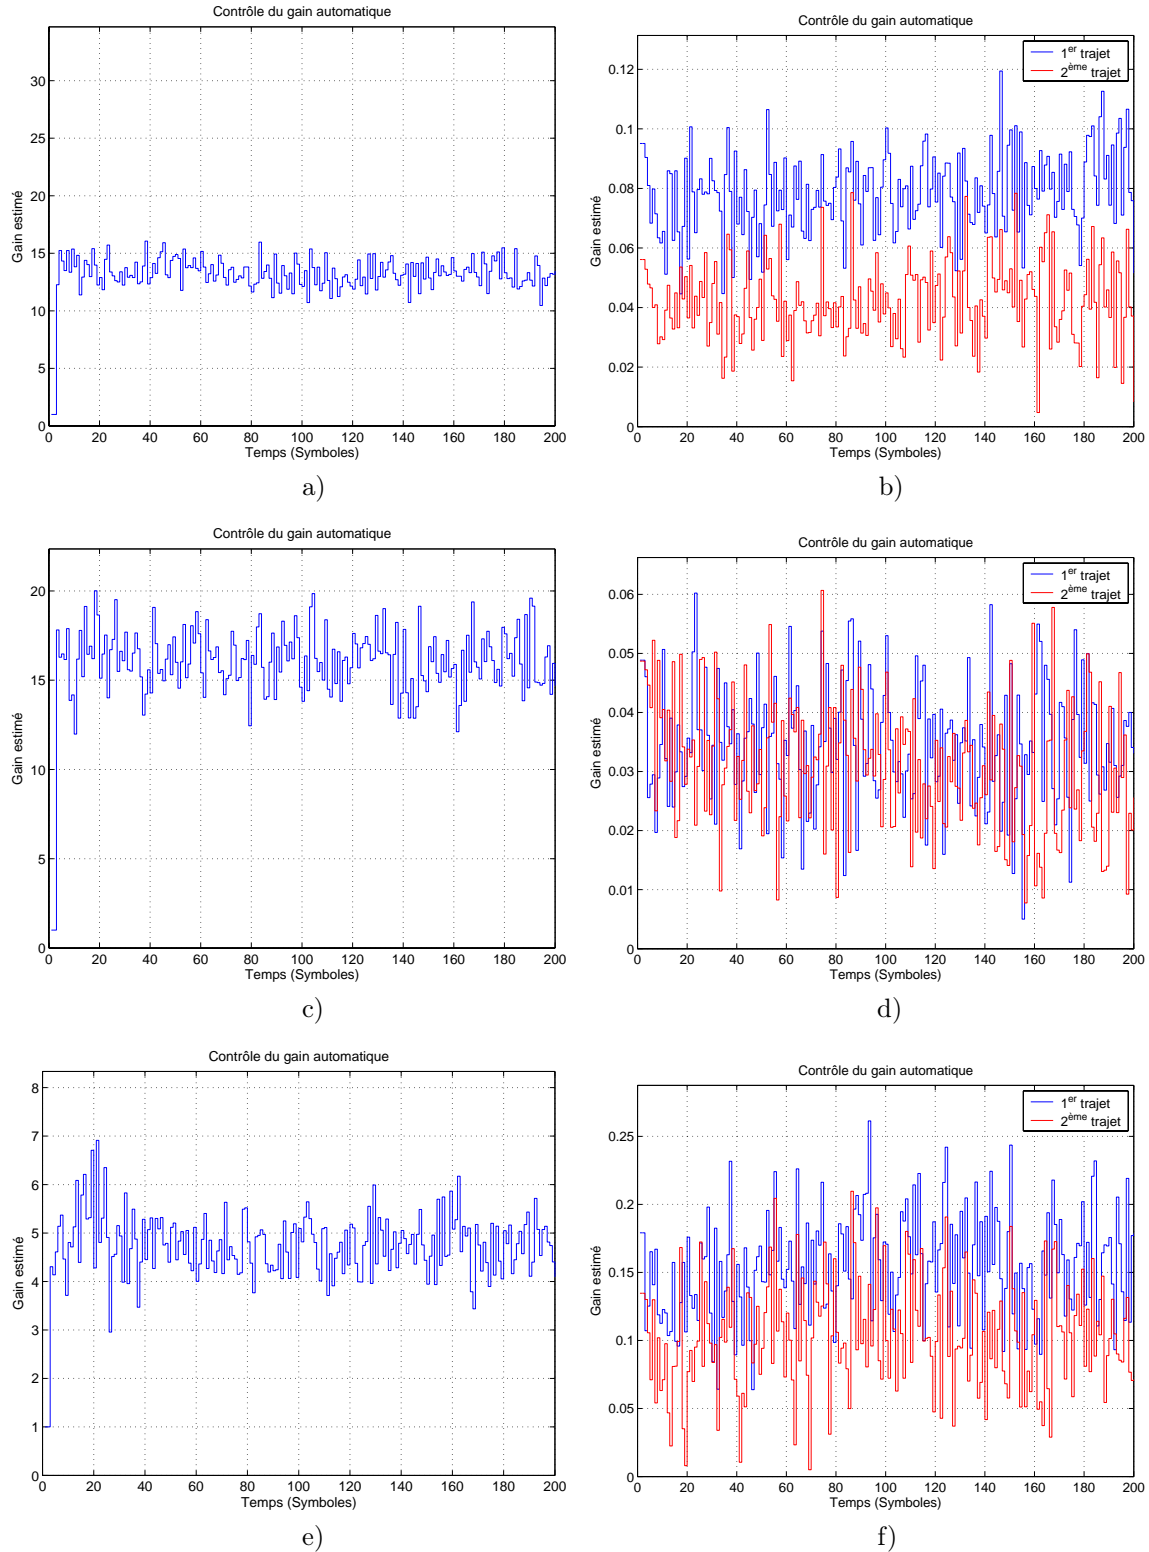 Contrôle du gain automatique
Gain estimé
30
25
20
15
10
5
0
0 20 40 60 80 100 120 140 160 180 200
Temps (Symboles)
a)
Contrôle du gain automatique
1er trajet
2ème trajet
Gain estimé
0.12
0.1
0.08
0.06
0.04
0.02
0
0 20 40 60 80 100 120 140 160 180 200
Temps (Symboles)
b)
Contrôle du gain automatique
Gain estimé
20
15
10
5
0
0 20 40 60 80 100 120 140 160 180 200
Temps (Symboles)
c)
Contrôle du gain automatique
1er trajet
2ème trajet
Gain estimé
0.06
0.05
0.04
0.03
0.02
0.01
0
0 20 40 60 80 100 120 140 160 180 200
Temps (Symboles)
d)
Contrôle du gain automatique
Gain estimé
8
7
6
5
4
3
2
1
0
0 20 40 60 80 100 120 140 160 180 200
Temps (Symboles)
e)
Contrôle du gain automatique
1er trajet
2ème trajet
Gain estimé
0.25
0.2
0.15
0.1
0.05
0
0 20 40 60 80 100 120 140 160 180 200
Temps (Symboles)
f)